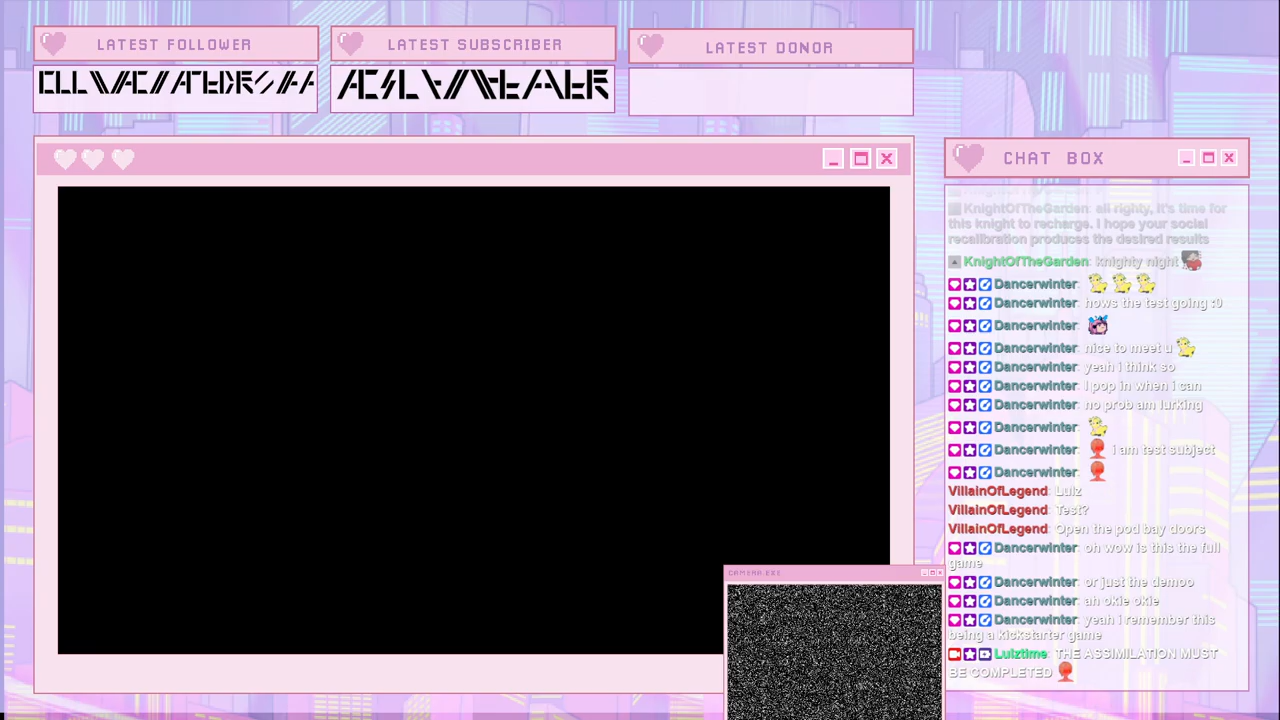 LATEST FOLLOWER
LATEST SUBSCRIBER
LATEST DONOR
CHAT BOX
KnightOfTheGarden: all righty, it's time for
this knight to recharge. I hope your social
recalibration produces the desired results
KnightOfTheGarden: knighty night
Dancerwinter:
Dancerwinter: hows the test going :0
Dancerwinter:
Dancerwinter: nice to meet u
Dancerwinter: yeah i think so
Dancerwinter: I pop in when i can
Dancerwinter: no prob am lurking
Dancerwinter:
Dancerwinter: i am test subject
Dancerwinter:
VillainOfLegend: Lulz
VillainOfLegend: Test?
VillainOfLegend: Open the pod bay doors
Dancerwinter: oh wow is this the full
game
Dancerwinter: or just the demoo
Dancerwinter: ah okie okie
Dancerwinter: yeah i remember this
being a kickstarter game
Luiztime: THE ASSIMILATION MUST
BE COMPLETED
CAMERA.EXE